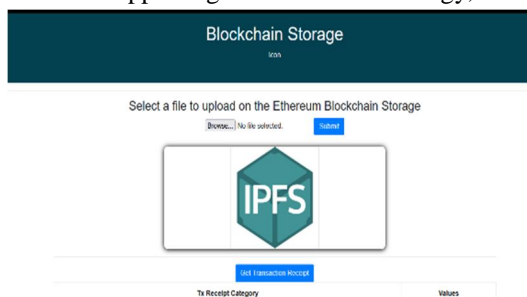 Blockchain Storage
Icon
Select a file to upload on the Ethereum Blockchain Storage
Browse... No file selected. Submit
IPFS
Get Transaction Receipt
Tx Receipt Category Values